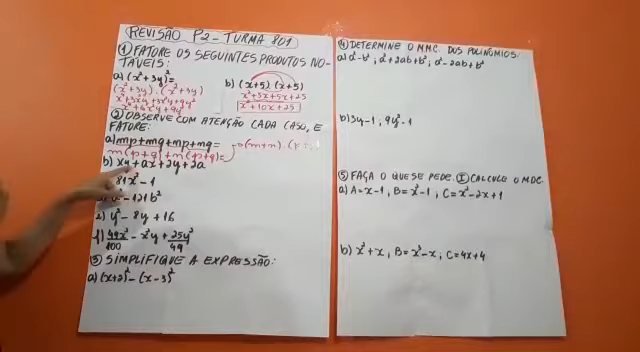 REVISÃO P2 - TURMA 801
① FATORE OS SEGUINTES PRODUTOS NO-
TÁVEIS:
a) (x²+3y)²=
(x²+3y) · (x²+3y)
b) (x+5) (x+5)
x²+5x+5x+25
x²+10x+25
② OBSERVE COM ATENÇÃO CADA CASO, E
FATORE:
a) mp+mq+np+nq=
b) xy+ax+2y+2a
81x²-1
-121b²
e) y²-8y+16
f) 49x²/100 - x²y + 25y²/49
③ SIMPLIFIQUE A EXPRESSÃO:
a) (x+2)²-(x-3)²
④ DETERMINE O M.M.C. DOS POLINÔMIOS:
a) a²-b², a²+2ab+b², a²-2ab+b²
b) 3y-1, 9y²-1
⑤ FAÇA O QUE SE PEDE. Ⓘ CALCULE O MDC.
a) A=x-1, B=x²-1, C=x²-2x+1
b) x²+x, B=x³-x, C=4x+4